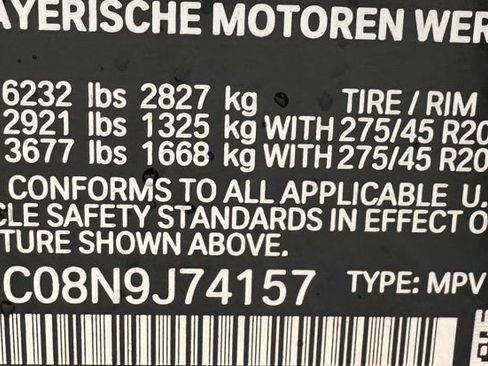 AYERISCHE MOTOREN WER
6232 lbs 2827 kg TIRE / RIM
2921 lbs 1325 kg WITH 275/45 R20
3677 lbs 1668 kg WITH 275/45 R20
CONFORMS TO ALL APPLICABLE U.
CLE SAFETY STANDARDS IN EFFECT O
TURE SHOWN ABOVE.
C08N9J74157 TYPE: MPV